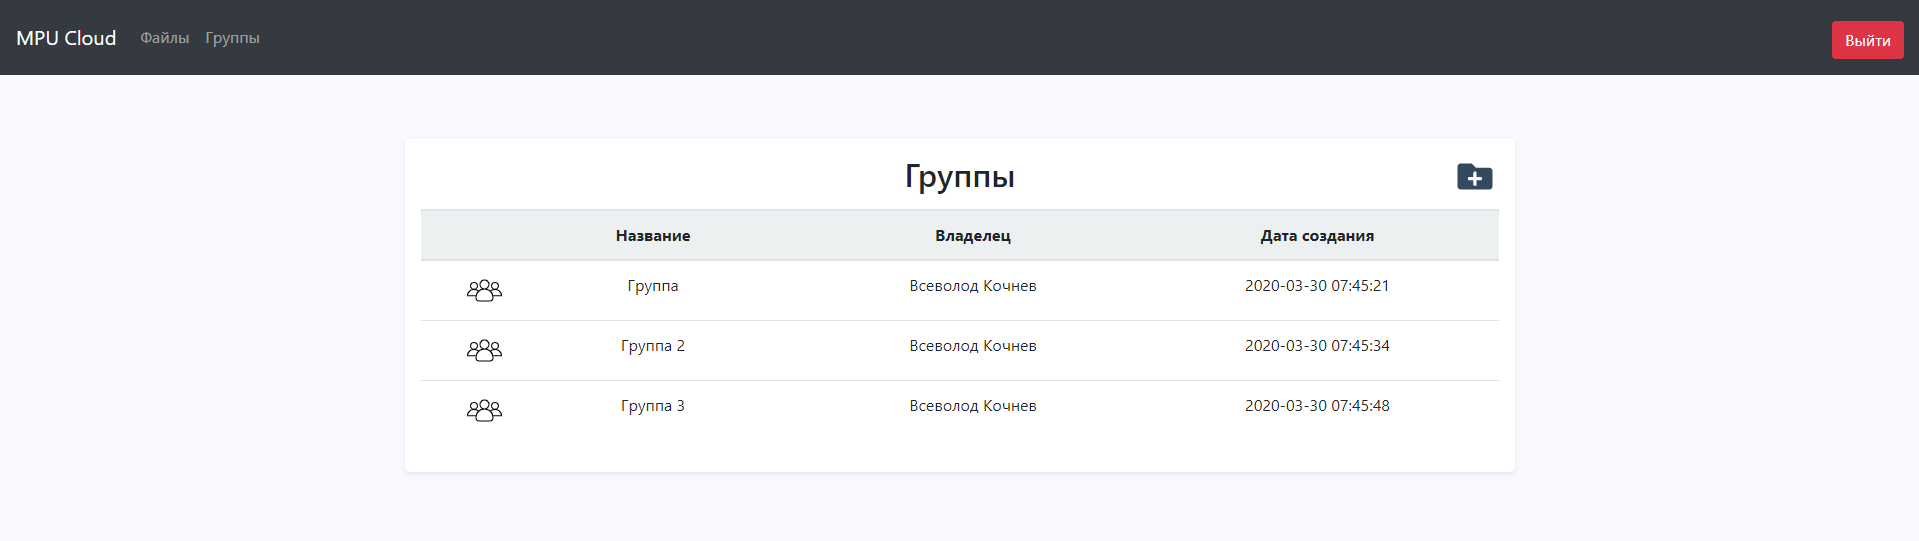 MPU Cloud Файлы Группы Выйти
Группы
Название Владелец Дата создания
Группа Всеволод Кочнев 2020-03-30 07:45:21
Группа 2 Всеволод Кочнев 2020-03-30 07:45:34
Группа 3 Всеволод Кочнев 2020-03-30 07:45:48